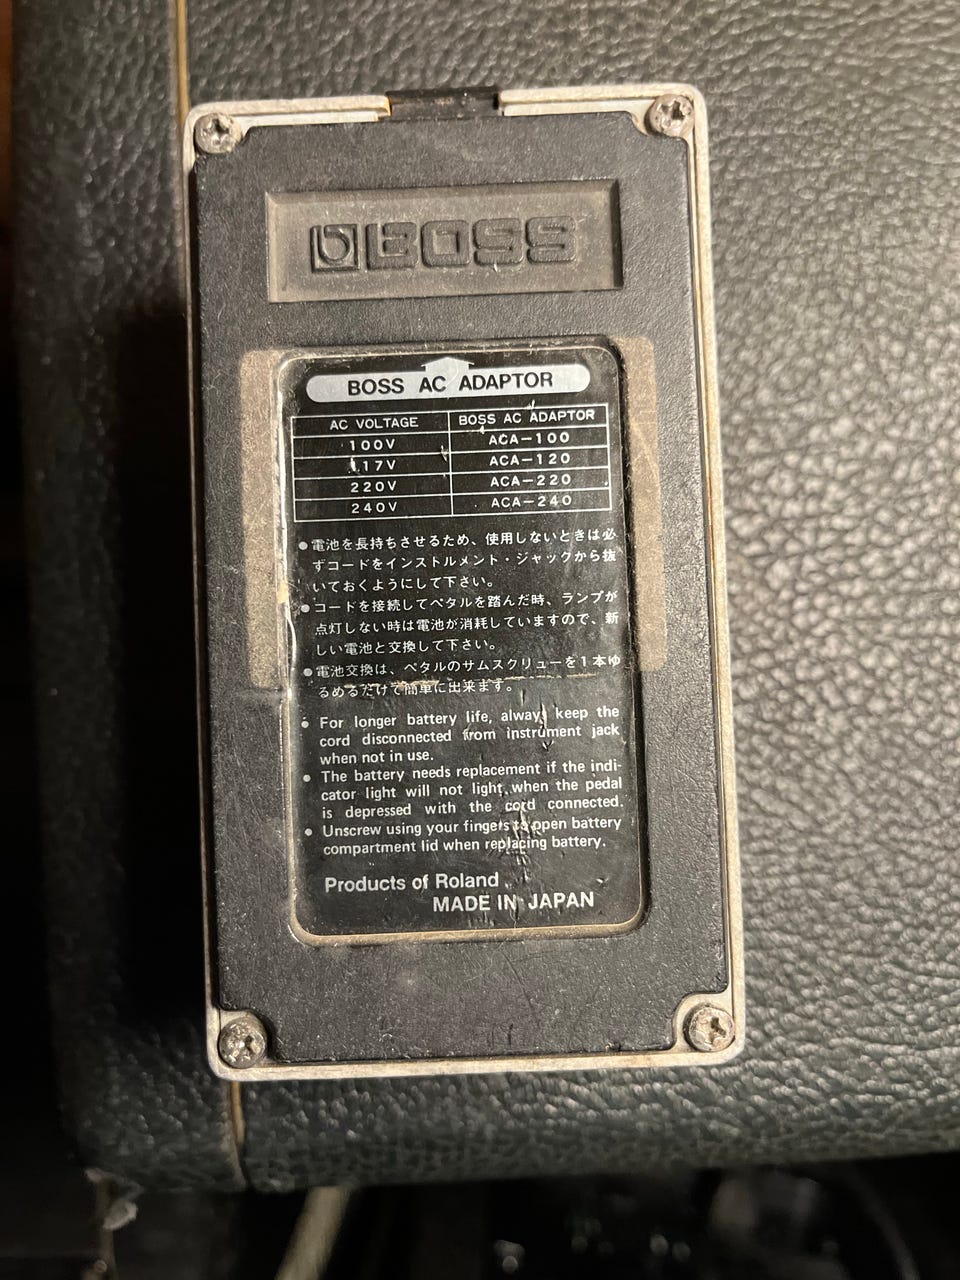 BOSS
BOSS AC ADAPTOR
AC VOLTAGE BOSS AC ADAPTOR
100V ACA-100
117V ACA-120
220V ACA-220
240V ACA-240
●電池を長持ちさせるため、使用しないときは必
ずコードをインストルメント・ジャックから抜
いておくようにして下さい。
●コードを接続してペタルを踏んだ時、ランプが
点灯しない時は電池が消耗していますので、新
しい電池と交換して下さい。
●電池交換は、ペタルのサムスクリューを1本ゆ
るめるだけで簡単に出来ます。
● For longer battery life, always keep the
cord disconnected from instrument jack
when not in use.
● The battery needs replacement if the indi-
cator light will not light when the pedal
is depressed with the cord connected.
● Unscrew using your fingers to open battery
compartment lid when replacing battery.
Products of Roland
MADE IN JAPAN